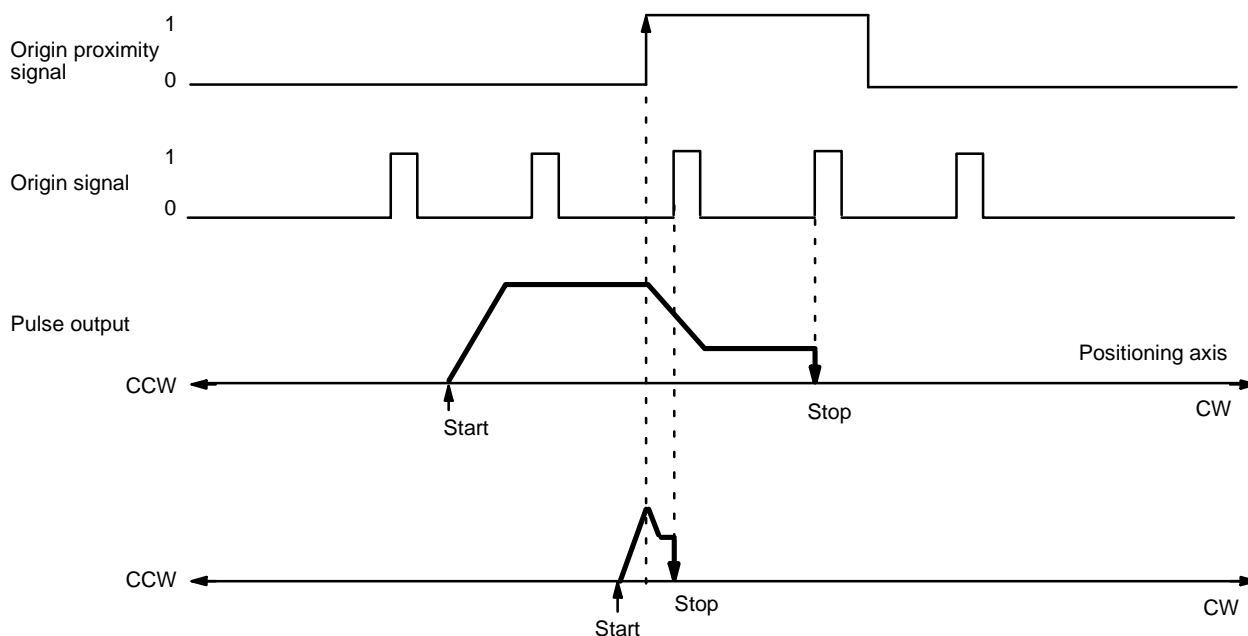 1
Origin proximity
signal
0
1
Origin signal
0
Pulse output
Positioning axis
CCW
CW
Start
Stop
CCW
CW
Start
Stop